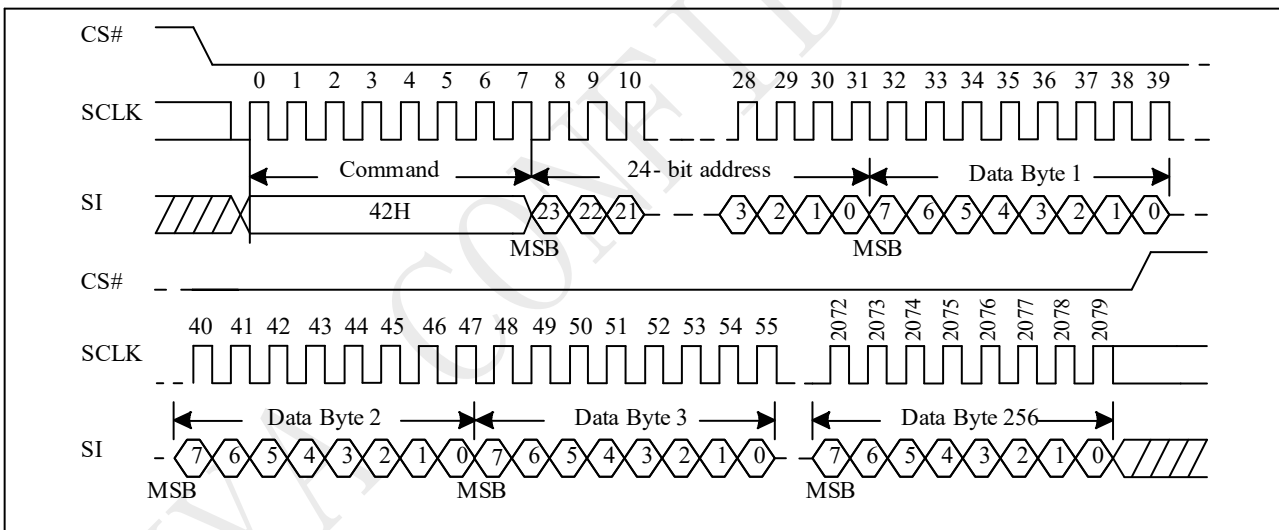 CS#
0 1 2 3 4 5 6 7 8 9 10 28 29 30 31 32 33 34 35 36 37 38 39
SCLK
Command 24- bit address Data Byte 1
SI
42H 23 22 21 3 2 1 0 7 6 5 4 3 2 1 0
MSB MSB
CS#
40 41 42 43 44 45 46 47 48 49 50 51 52 53 54 55 2072 2073 2074 2075 2076 2077 2078 2079
SCLK
Data Byte 2 Data Byte 3 Data Byte 256
SI
7 6 5 4 3 2 1 0 7 6 5 4 3 2 1 0 7 6 5 4 3 2 1 0
MSB MSB MSB